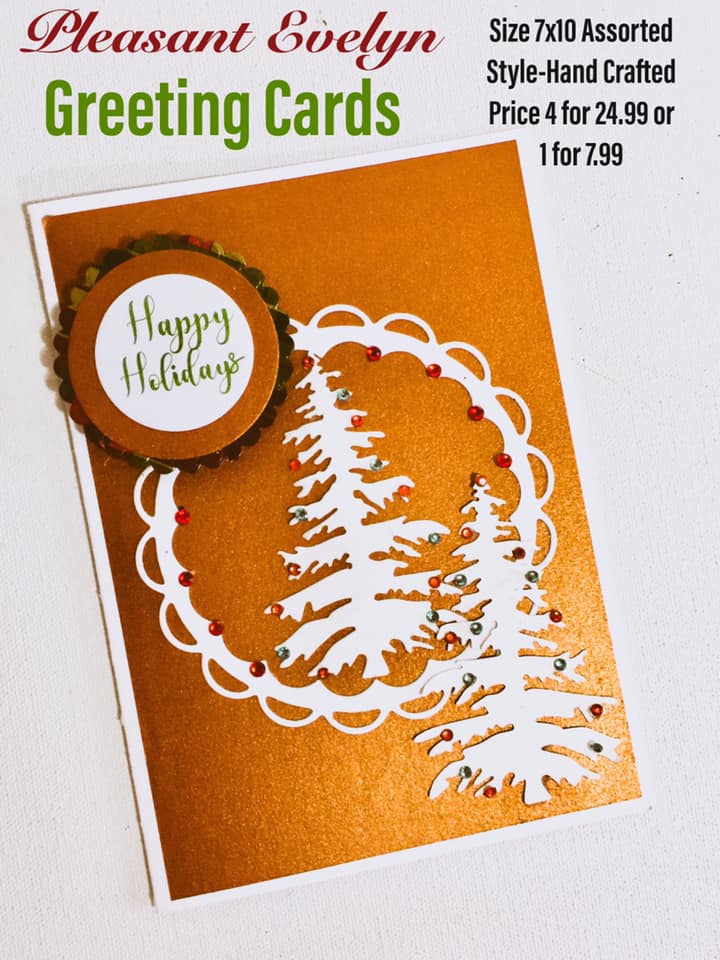 Pleasant Evelyn
Greeting Cards
Size 7x10 Assorted
Style-Hand Crafted
Price 4 for 24.99 or
1 for 7.99
Happy
Holidays